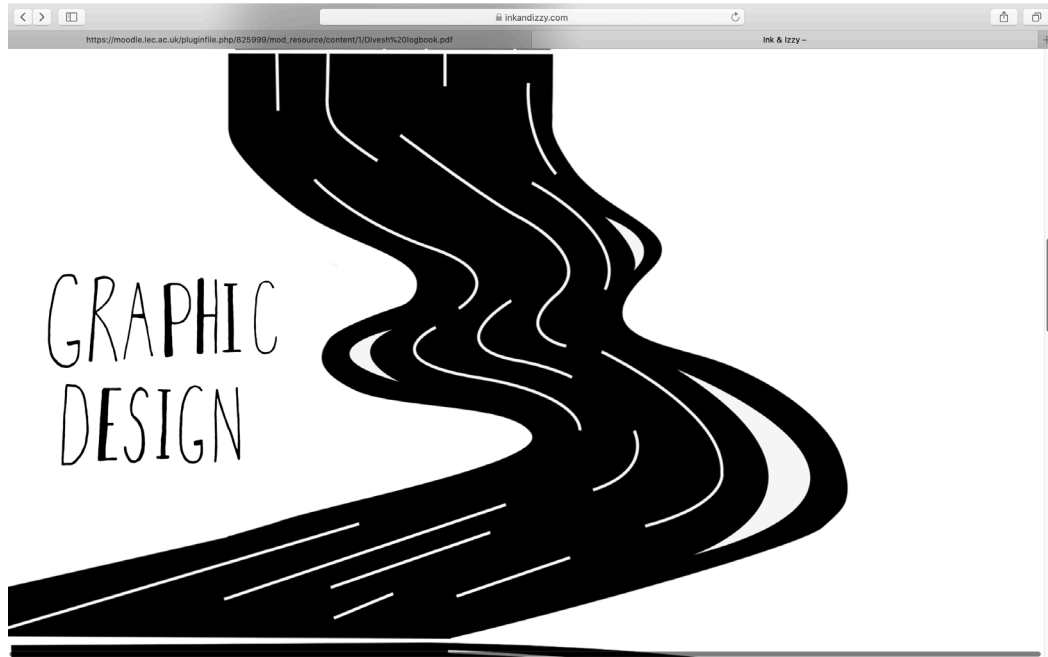 inkandizzy.com
https://moodle.lec.ac.uk/pluginfile.php/825999/mod_resource/content/1/Divesh%20logbook.pdf
Ink & Izzy –
GRAPHIC
DESIGN